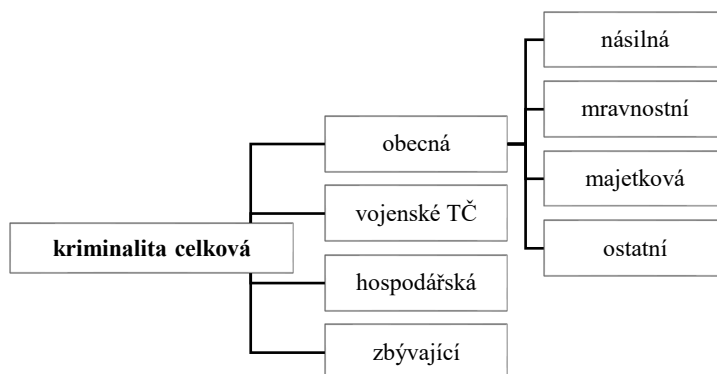 kriminalita celková
obecná
vojenské TČ
hospodářská
zbývající
násilná
mravnostní
majetková
ostatní